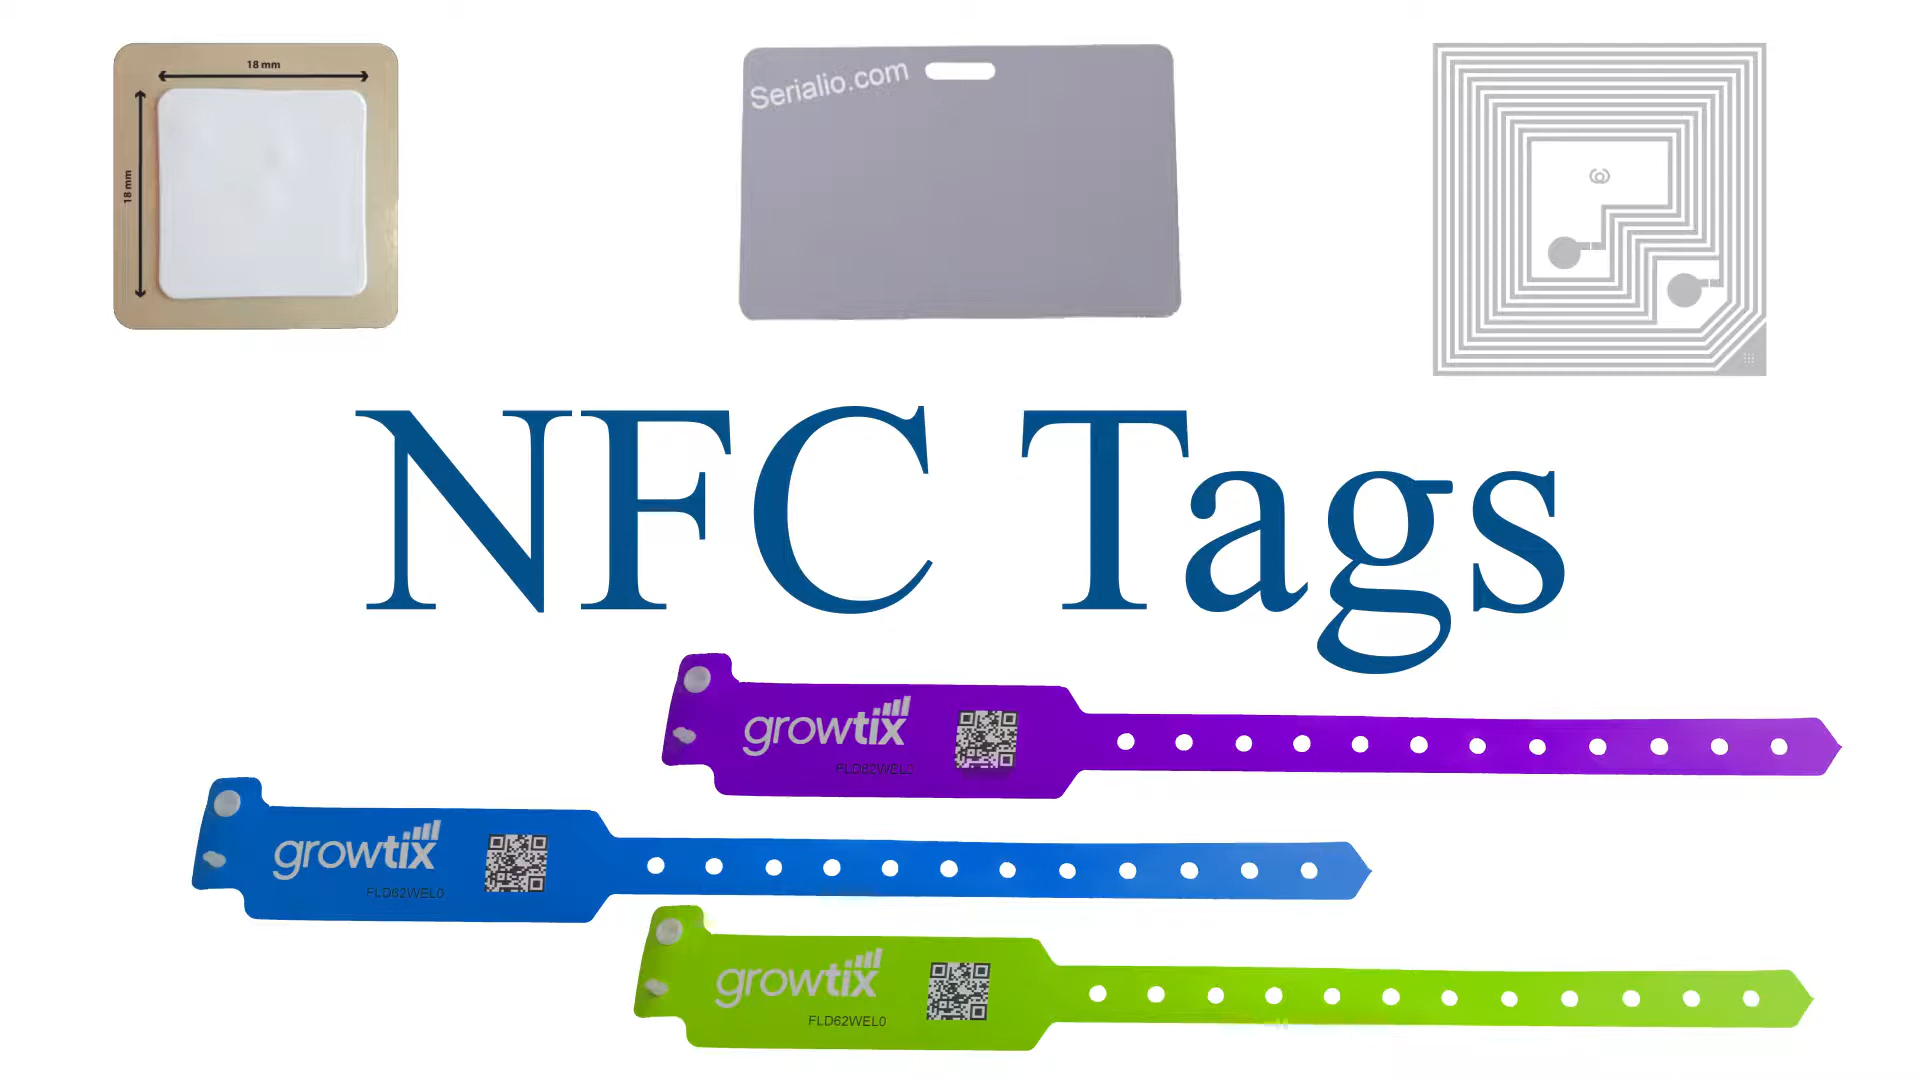 18 mm
18 mm
Serialio.com
NFC Tags
growtix
FLD62WEL0
growtix
FLD62WEL0
growtix
FLD62WEL0